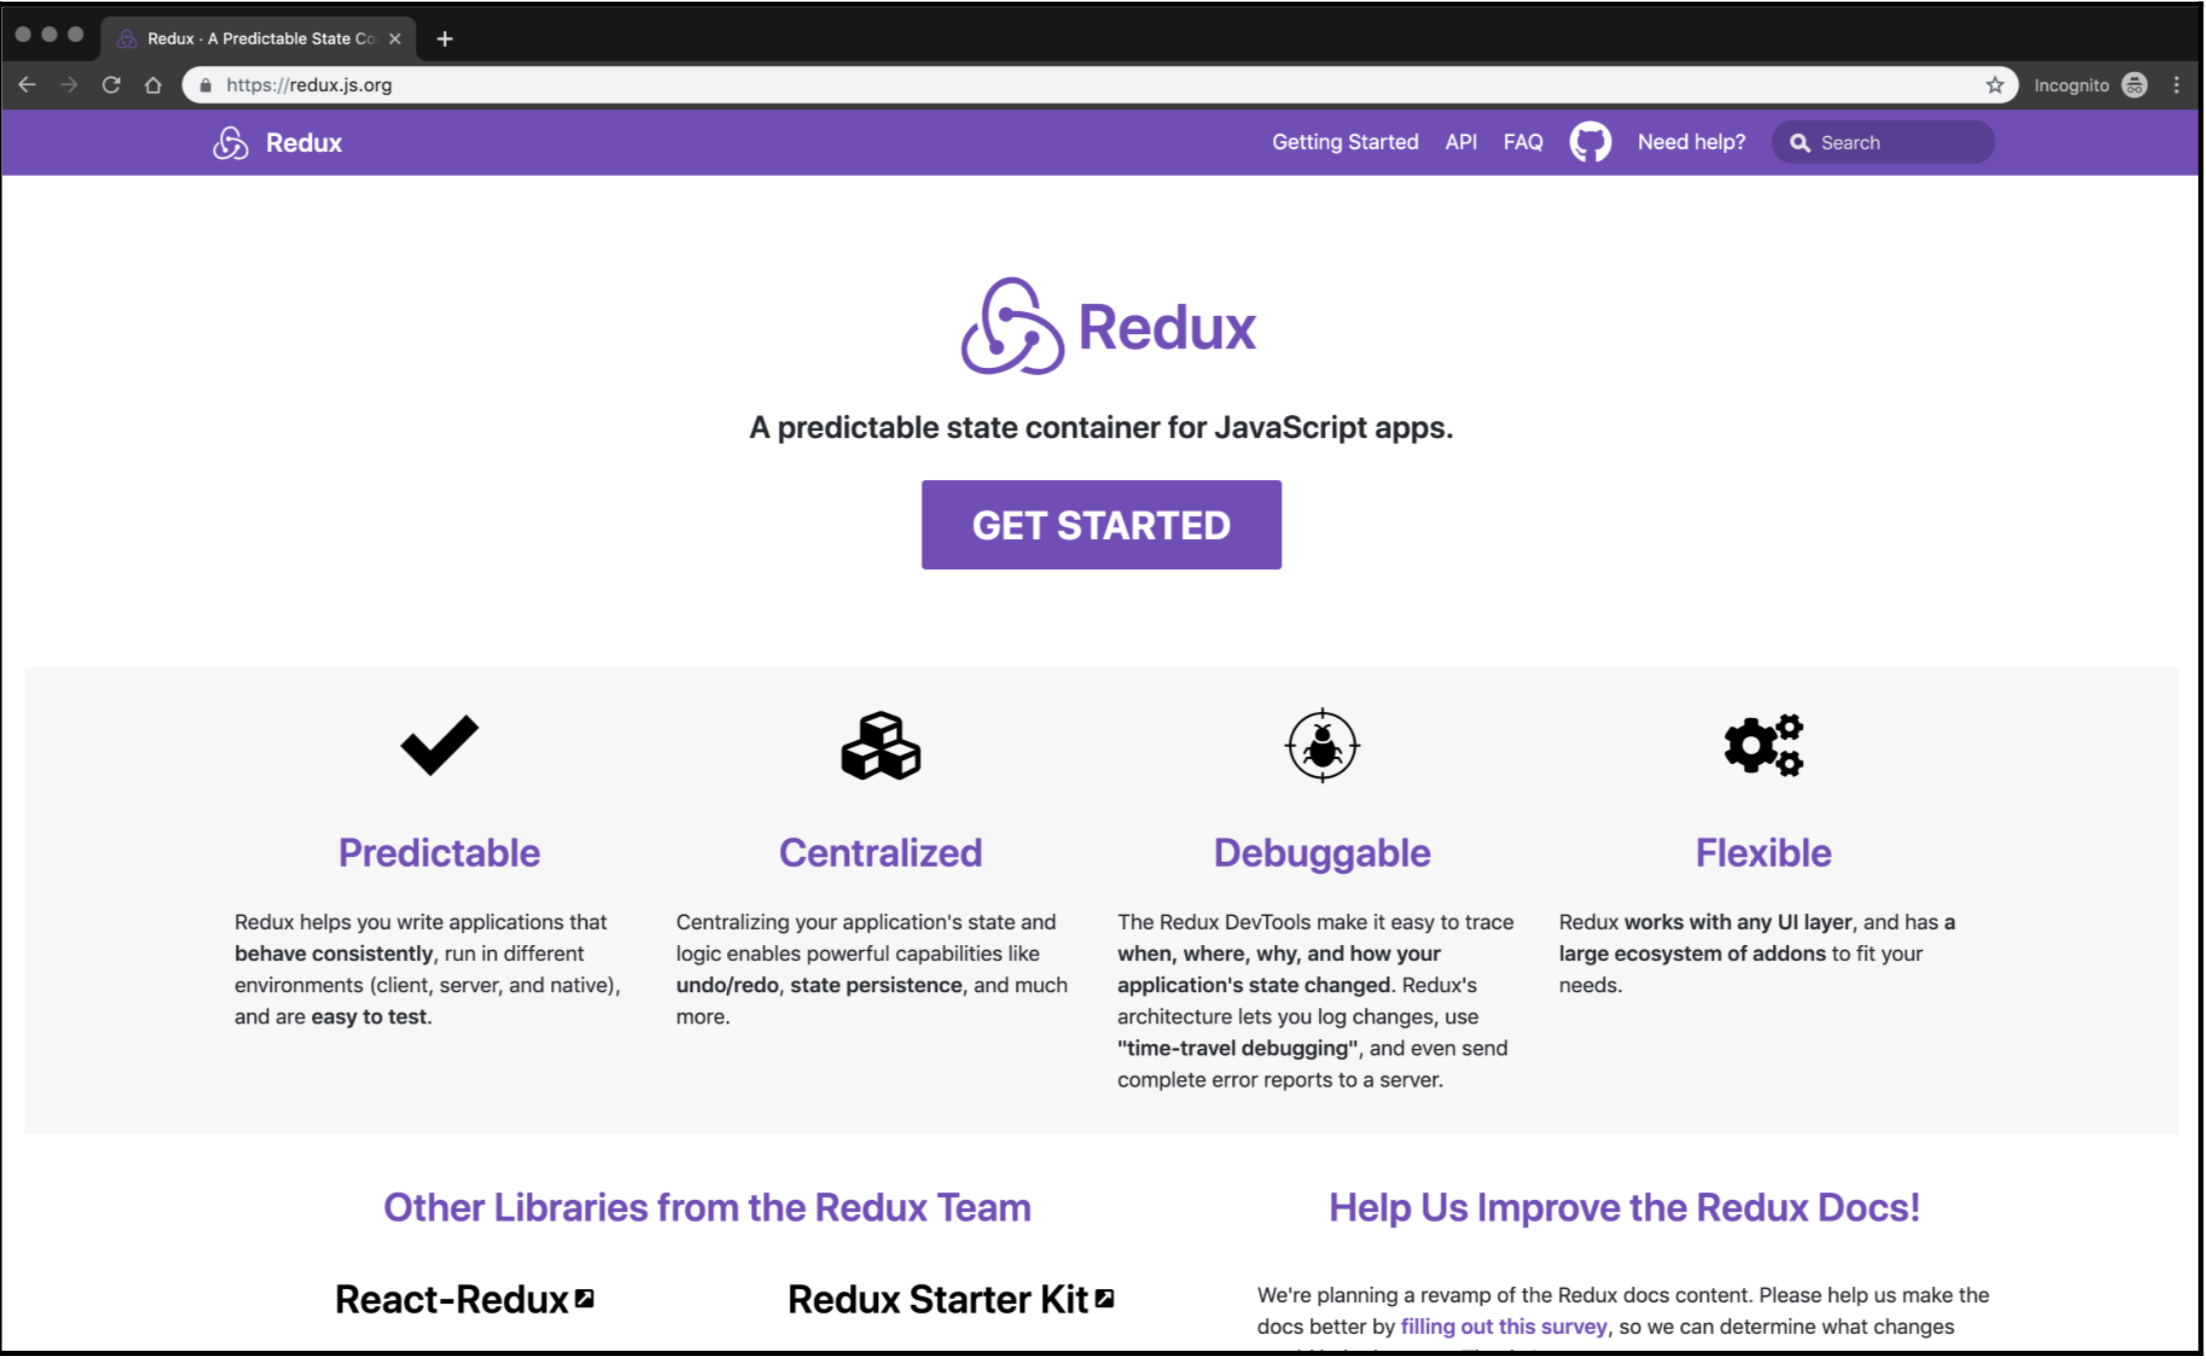 Redux · A Predictable State Co
https://redux.js.org
Incognito
Redux
Getting Started API FAQ Need help? Search
Redux
A predictable state container for JavaScript apps.
GET STARTED
Predictable
Redux helps you write applications that
behave consistently, run in different
environments (client, server, and native),
and are easy to test.
Centralized
Centralizing your application's state and
logic enables powerful capabilities like
undo/redo, state persistence, and much
more.
Debuggable
The Redux DevTools make it easy to trace
when, where, why, and how your
application's state changed. Redux's
architecture lets you log changes, use
"time-travel debugging", and even send
complete error reports to a server.
Flexible
Redux works with any UI layer, and has a
large ecosystem of addons to fit your
needs.
Other Libraries from the Redux Team
React-Redux
Redux Starter Kit
Help Us Improve the Redux Docs!
We're planning a revamp of the Redux docs content. Please help us make the
docs better by filling out this survey, so we can determine what changes